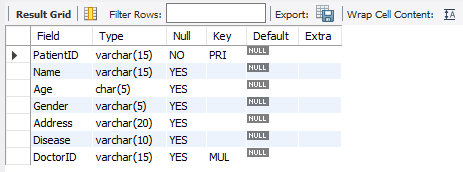 Result Grid Filter Rows: Export: Wrap Cell Content: IA
Field Type Null Key Default Extra
PatientID varchar(15) NO PRI NULL
Name varchar(15) YES NULL
Age char(5) YES NULL
Gender varchar(5) YES NULL
Address varchar(20) YES NULL
Disease varchar(10) YES NULL
DoctorID varchar(15) YES MUL NULL